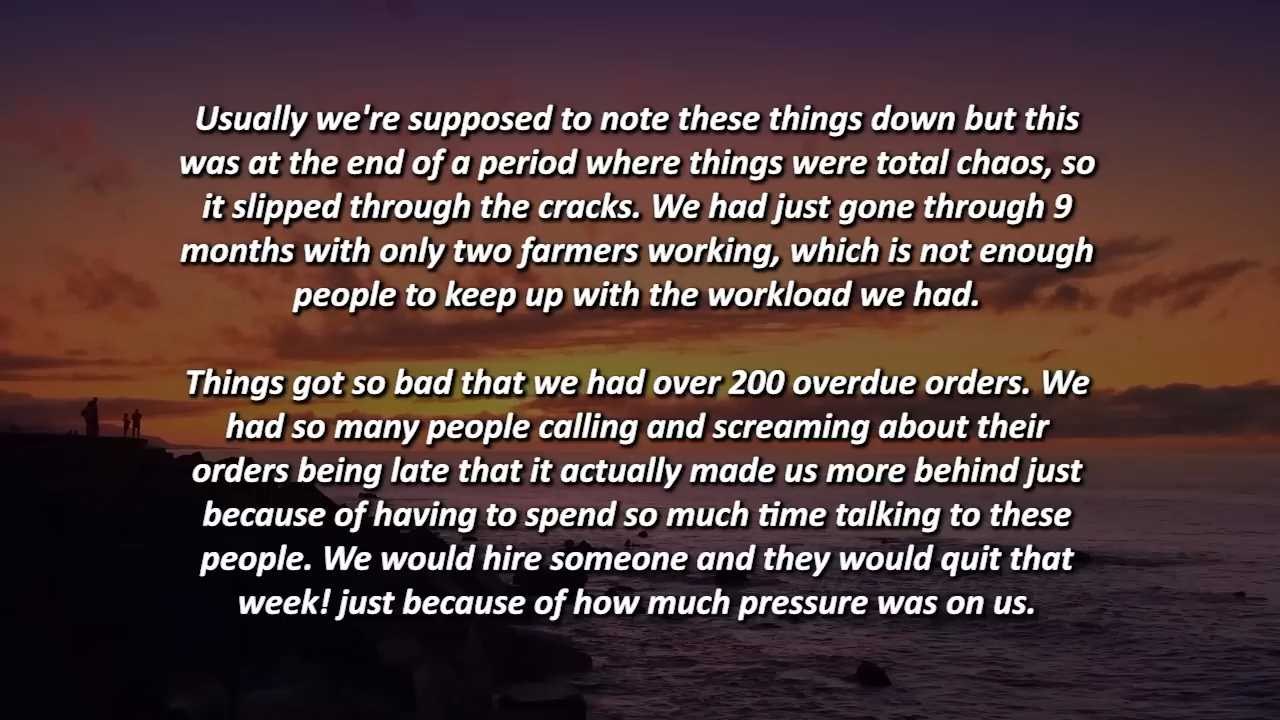 Usually we're supposed to note these things down but this
was at the end of a period where things were total chaos, so
it slipped through the cracks. We had just gone through 9
months with only two farmers working, which is not enough
people to keep up with the workload we had.
Things got so bad that we had over 200 overdue orders. We
had so many people calling and screaming about their
orders being late that it actually made us more behind just
because of having to spend so much time talking to these
people. We would hire someone and they would quit that
week! just because of how much pressure was on us.